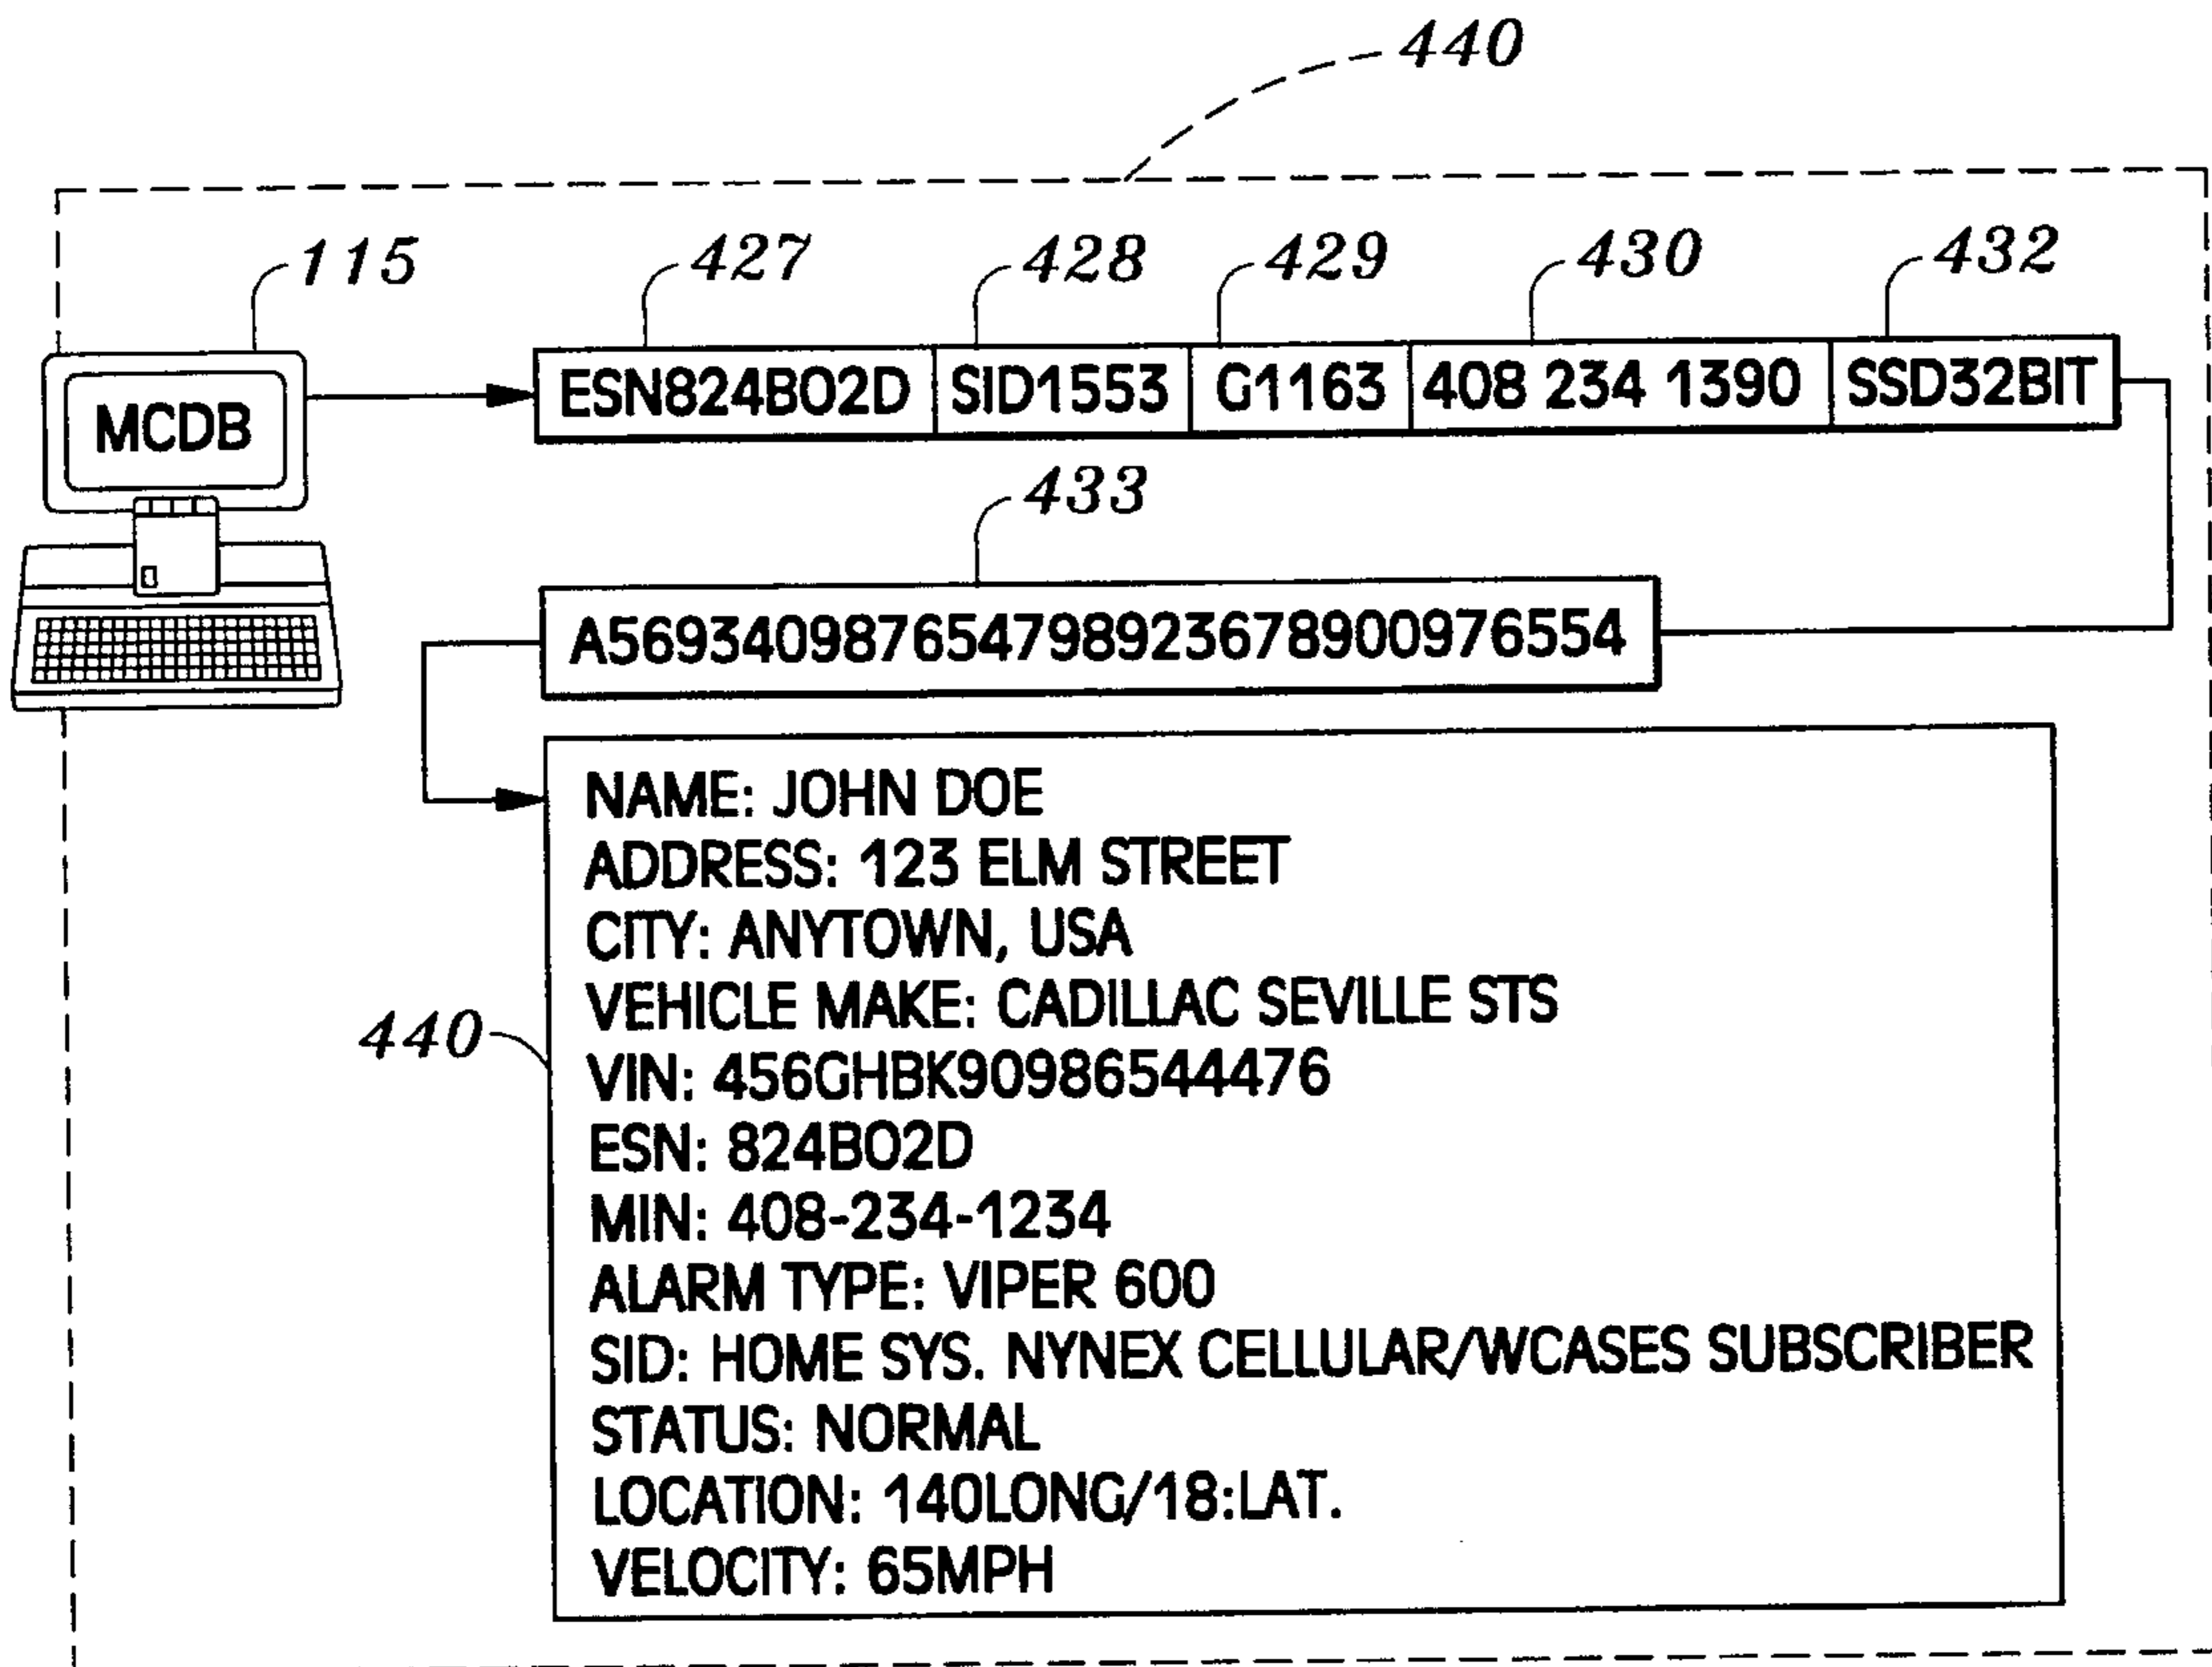 440
115
427
428
429
430
432
MCDB
ESN824BO2D SID1553 G1163 408 234 1390 SSD32BIT
433
A569340987654798923678900976554
NAME: JOHN DOE
ADDRESS: 123 ELM STREET
CITY: ANYTOWN, USA
VEHICLE MAKE: CADILLAC SEVILLE STS
440
VIN: 456GHBK90986544476
ESN: 824BO2D
MIN: 408-234-1234
ALARM TYPE: VIPER 600
SID: HOME SYS. NYNEX CELLULAR/WCASES SUBSCRIBER
STATUS: NORMAL
LOCATION: 140LONG/18:LAT.
VELOCITY: 65MPH